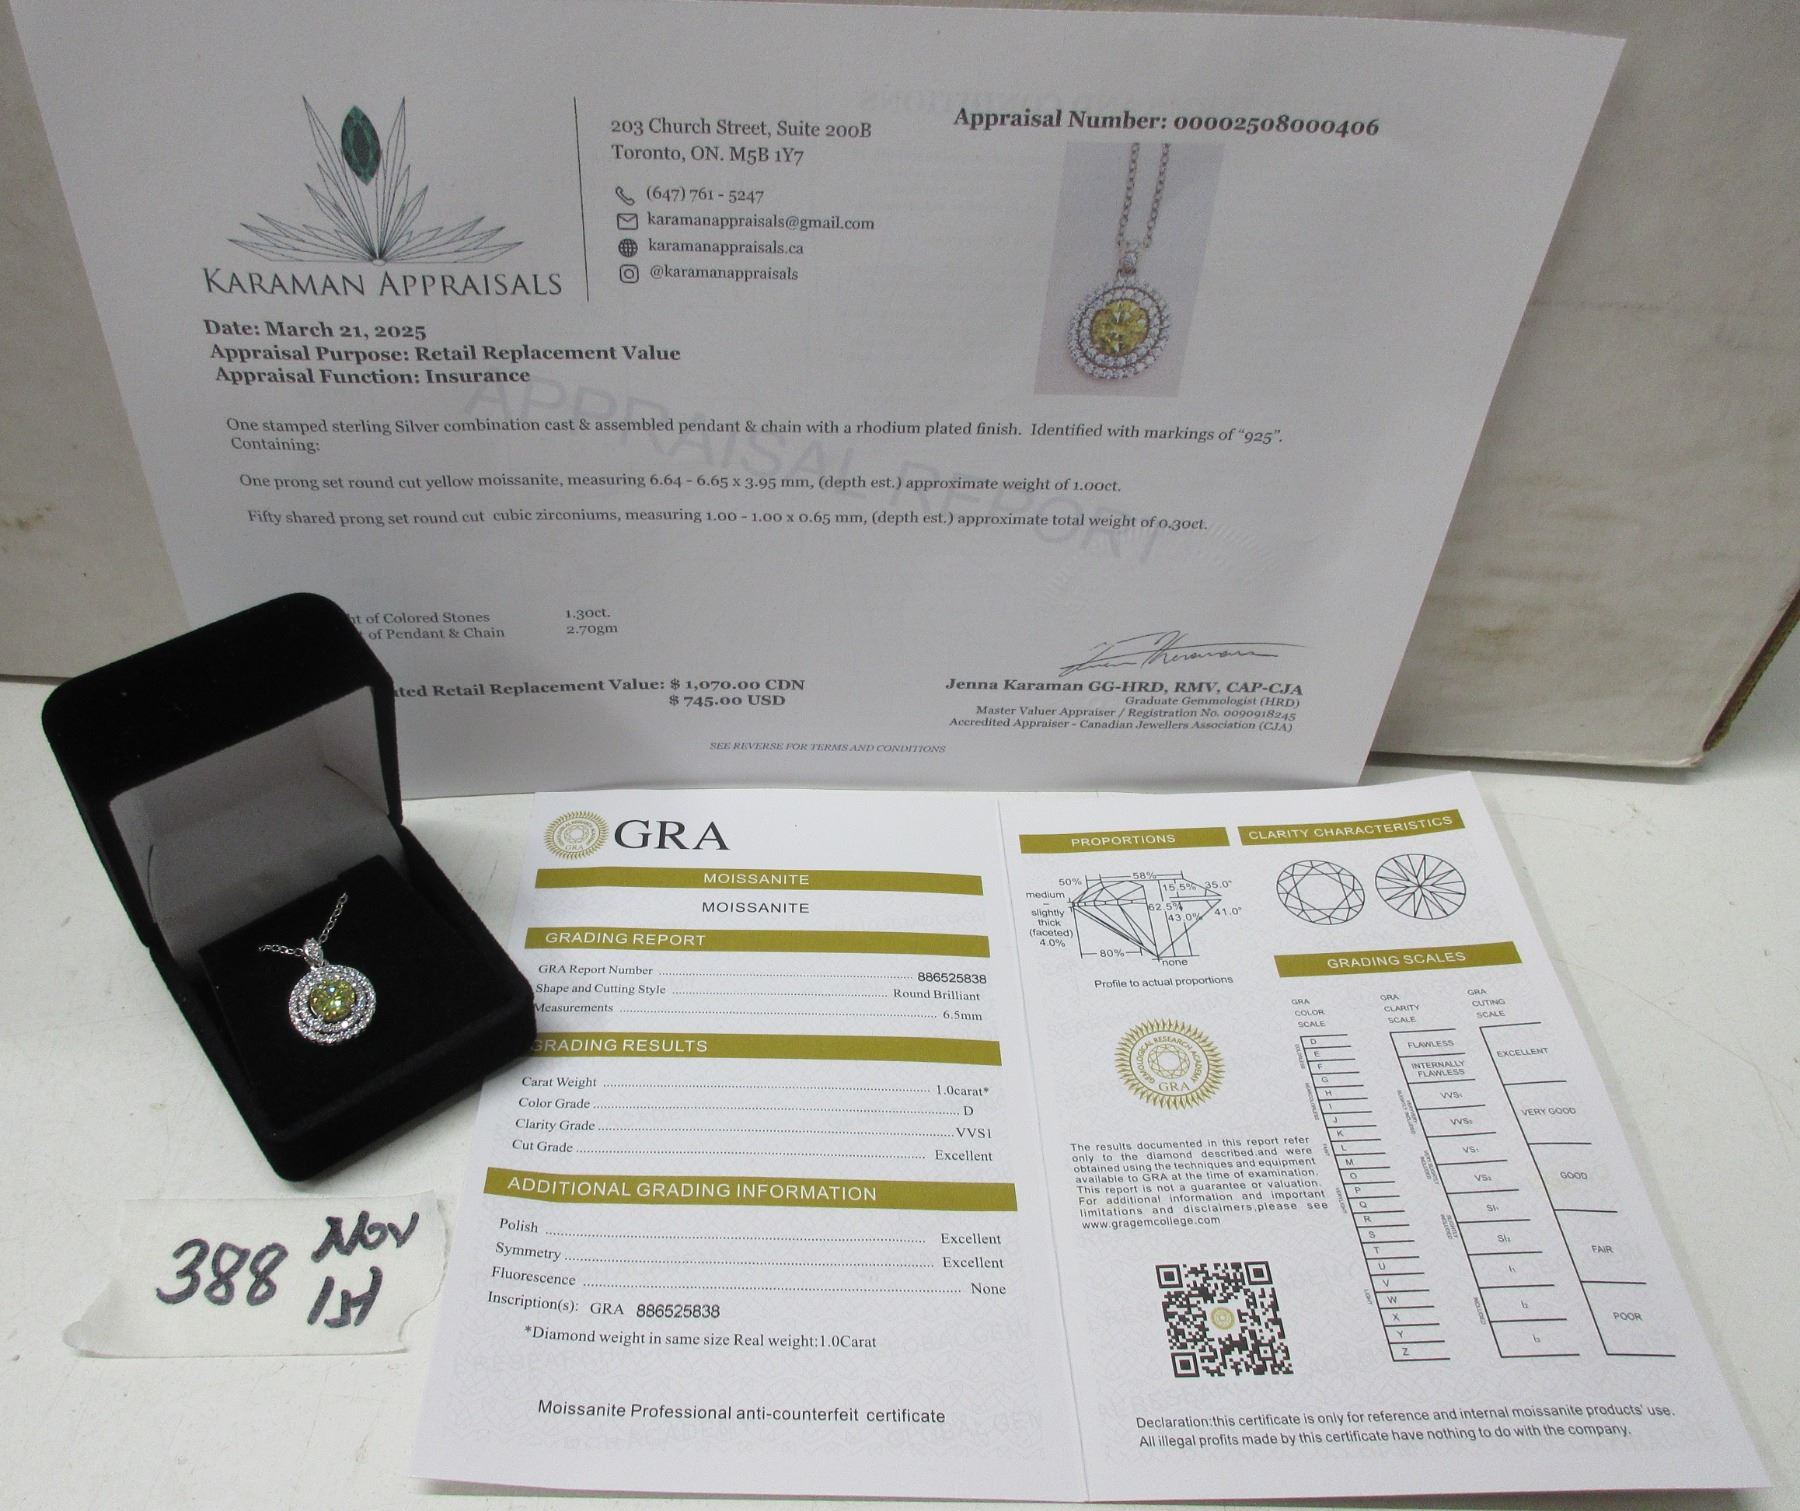 KARAMAN APPRAISALS
203 Church Street, Suite 200B
Toronto, ON. M5B 1Y7
(647) 761 - 5247
karamanappraisals@gmail.com
karamanappraisals.ca
@karamanappraisals
Appraisal Number: 00002508000406
Date: March 21, 2025
Appraisal Purpose: Retail Replacement Value
Appraisal Function: Insurance
APPRAISAL REPORT
One stamped sterling Silver combination cast & assembled pendant & chain with a rhodium plated finish. Identified with markings of "925".
Containing:
One prong set round cut yellow moissanite, measuring 6.64 - 6.65 x 3.95 mm, (depth est.) approximate weight of 1.00ct.
Fifty shared prong set round cut cubic zirconiums, measuring 1.00 - 1.00 x 0.65 mm, (depth est.) approximate total weight of 0.30ct.
ht of Colored Stones 1.30ct.
of Pendant & Chain 2.70gm
ated Retail Replacement Value: $ 1,070.00 CDN
$ 745.00 USD
Jenna Karaman GG-HRD, RMV, CAP-CJA
Graduate Gemmologist (HRD)
Master Valuer Appraiser / Registration No. 0090918245
Accredited Appraiser - Canadian Jewellers Association (CJA)
SEE REVERSE FOR TERMS AND CONDITIONS
GRA
MOISSANITE
MOISSANITE
GRADING REPORT
GRA Report Number 886525838
Shape and Cutting Style Round Brilliant
Measurements 6.5mm
GRADING RESULTS
Carat Weight 1.0carat*
Color Grade D
Clarity Grade VVS1
Cut Grade Excellent
ADDITIONAL GRADING INFORMATION
Polish Excellent
Symmetry Excellent
Fluorescence None
Inscription(s): GRA 886525838
*Diamond weight in same size Real weight:1.0Carat
Moissanite Professional anti-counterfeit certificate
PROPORTIONS
50%
58%
15.5%
35.0°
medium
-
slightly
thick
(faceted)
4.0%
62.5%
43.0%
41.0°
80%
none
Profile to actual proportions
GEMOLOGICAL RESEARCH ACADEMY
GRA
The results documented in this report refer
only to the diamond described.and were
obtained using the techniques and equipment
available to GRA at the time of examination.
This report is not a guarantee or valuation.
For additional information and important
limitations and disclaimers,please see
www.gragemcollege.com
CLARITY CHARACTERISTICS
GRADING SCALES
GRA
COLOR
SCALE
D
E
F
G
H
I
J
K
L
M
O
P
Q
R
S
T
U
V
W
X
Y
Z
GRA
CLARITY
SCALE
FLAWLESS
INTERNALLY
FLAWLESS
VVS1
VVS2
VS1
VS2
SI1
SI2
I1
I2
I3
GRA
CUTING
SCALE
EXCELLENT
VERY GOOD
GOOD
FAIR
POOR
Declaration:this certificate is only for reference and internal moissanite products' use.
All illegal profits made by this certificate have nothing to do with the company.
388 Nov